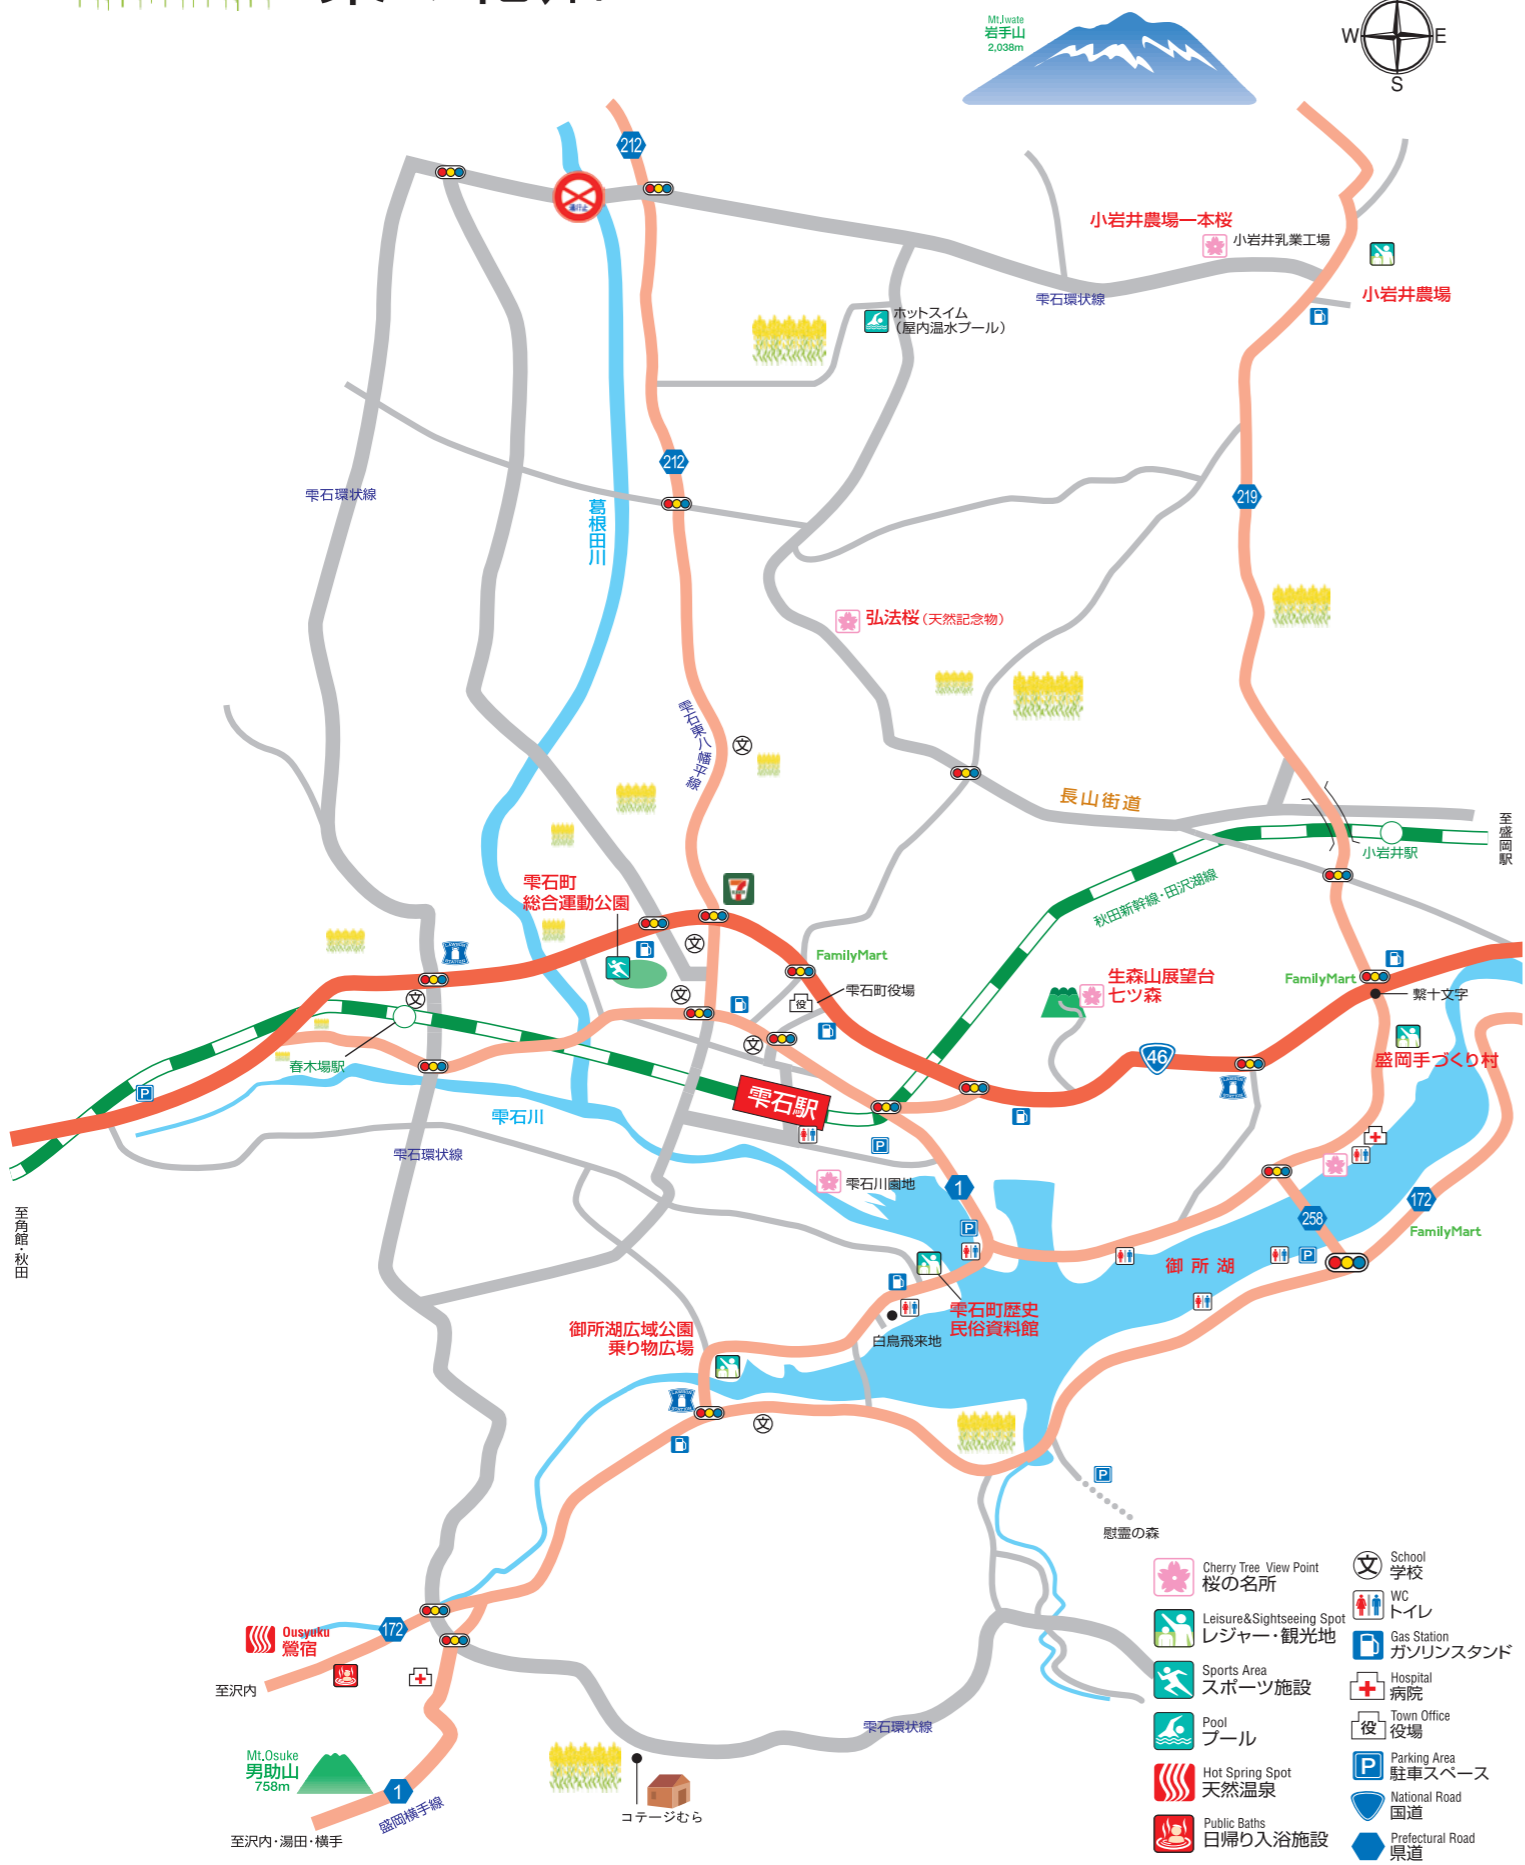 Mt.Iwate
岩手山
2,038m
W
E
S
212
通行止
小岩井農場一本桜
小岩井乳業工場
小岩井農場
雫石環状線
ホットスイム
（屋内温水プール）
212
雫石環状線
219
葛根田川
弘法桜（天然記念物）
雫石東八幡平線
文
長山街道
至盛岡駅
小岩井駅
秋田新幹線・田沢湖線
雫石町
総合運動公園
7
文
FamilyMart
生森山展望台
七ツ森
FamilyMart
繋十文字
雫石町役場
役
文
文
文
春木場駅
46
盛岡手づくり村
P
雫石駅
雫石川
雫石環状線
P
雫石川園地
1
258
172
FamilyMart
至角館・秋田
P
P
御所湖
雫石町歴史
民俗資料館
白鳥飛来地
御所湖広域公園
乗り物広場
文
P
慰霊の森
Cherry Tree View Point
桜の名所
Leisure&Sightseeing Spot
レジャー・観光地
Sports Area
スポーツ施設
Pool
プール
Hot Spring Spot
天然温泉
Public Baths
日帰り入浴施設
文
School
学校
WC
トイレ
Gas Station
ガソリンスタンド
Hospital
病院
役
Town Office
役場
P
Parking Area
駐車スペース
National Road
国道
Prefectural Road
県道
Ousyuku
鶯宿
172
至沢内
雫石環状線
Mt.Osuke
男助山
758m
1
盛岡横手線
至沢内・湯田・横手
コテージむら